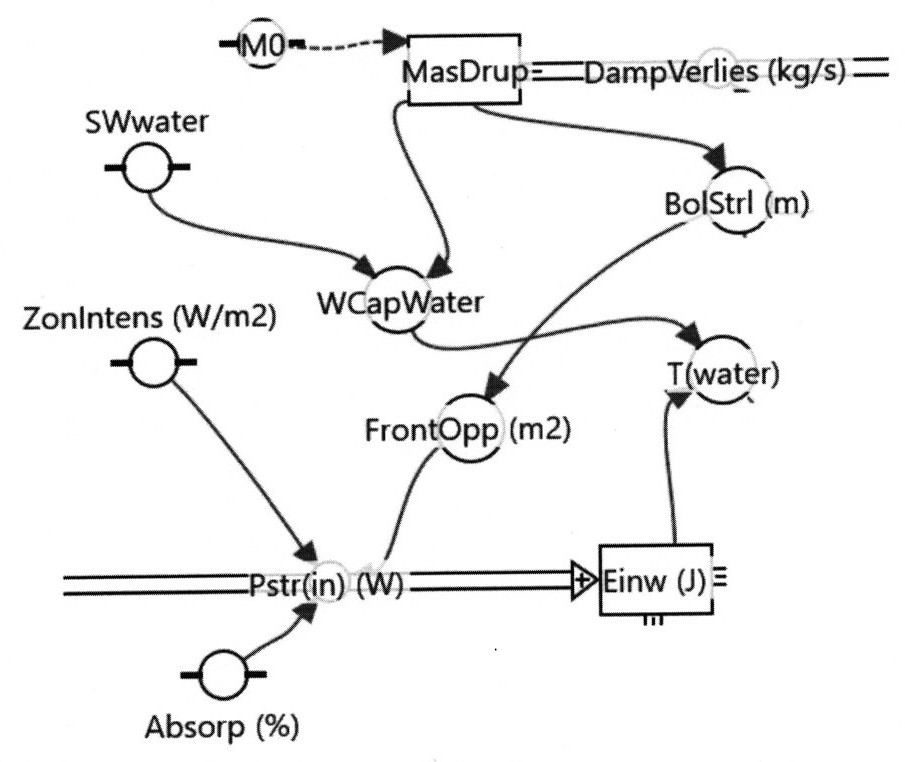 M0
MasDrup
DampVerlies (kg/s)
SWwater
BolStrl (m)
WCapWater
ZonIntens (W/m2)
T(water)
FrontOpp (m2)
Pstr(in) (W)
Einw (J)
Absorp (%)